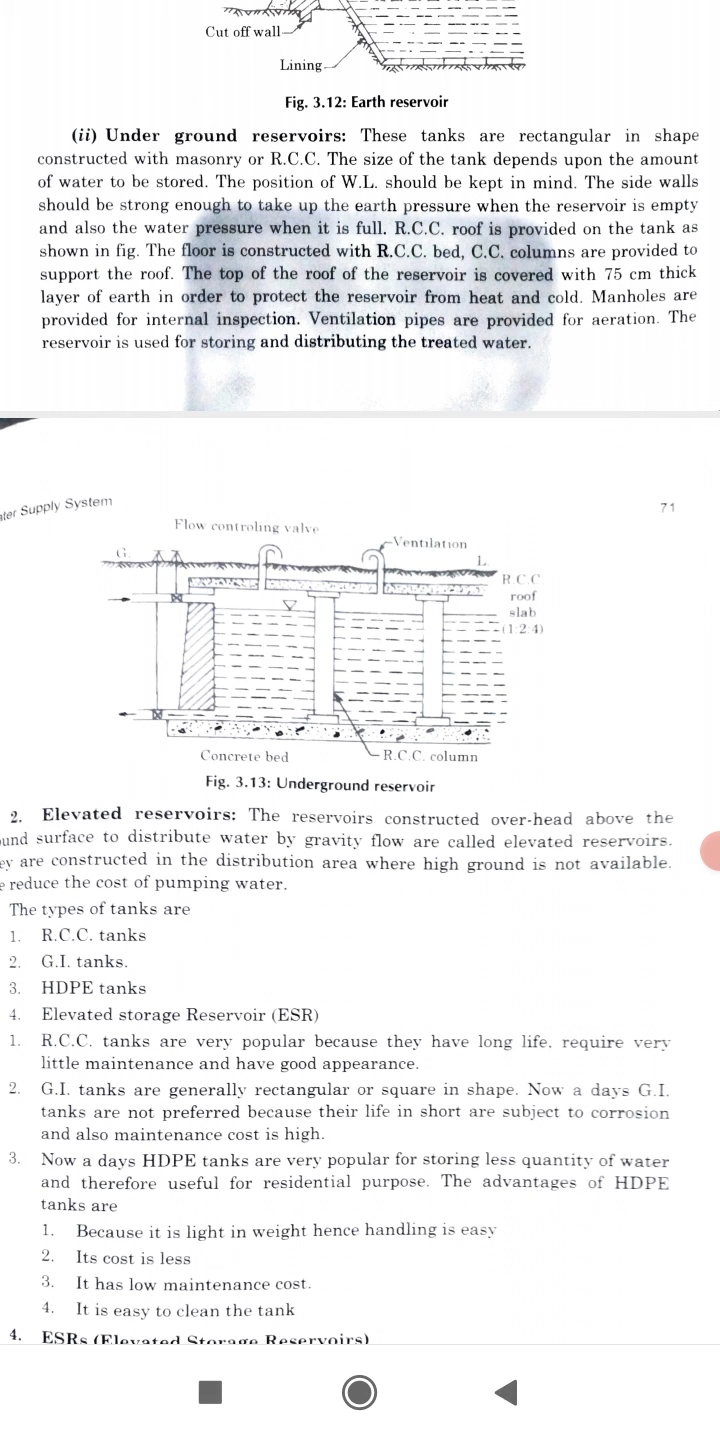 Cut off wall
Lining
Fig. 3.12: Earth reservoir
(ii) Under ground reservoirs: These tanks are rectangular in shape
constructed with masonry or R.C.C. The size of the tank depends upon the amount
of water to be stored. The position of W.L. should be kept in mind. The side walls
should be strong enough to take up the earth pressure when the reservoir is empty
and also the water pressure when it is full. R.C.C. roof is provided on the tank as
shown in fig. The floor is constructed with R.C.C. bed, C.C. columns are provided to
support the roof. The top of the roof of the reservoir is covered with 75 cm thick
layer of earth in order to protect the reservoir from heat and cold. Manholes are
provided for internal inspection. Ventilation pipes are provided for aeration. The
reservoir is used for storing and distributing the treated water.
Supply System
71
Flow controling valve
Ventilation
G.
L.
R.C.C
roof
slab
(1:2:4)
Concrete bed
R.C.C. column
Fig. 3.13: Underground reservoir
2. Elevated reservoirs: The reservoirs constructed over-head above the
surface to distribute water by gravity flow are called elevated reservoirs.
are constructed in the distribution area where high ground is not available.
reduce the cost of pumping water.
The types of tanks are
1. R.C.C. tanks
2. G.I. tanks.
3. HDPE tanks
4. Elevated storage Reservoir (ESR)
1. R.C.C. tanks are very popular because they have long life. require very
little maintenance and have good appearance.
2. G.I. tanks are generally rectangular or square in shape. Now a days G.I.
tanks are not preferred because their life in short are subject to corrosion
and also maintenance cost is high.
3. Now a days HDPE tanks are very popular for storing less quantity of water
and therefore useful for residential purpose. The advantages of HDPE
tanks are
1. Because it is light in weight hence handling is easy
2. Its cost is less
3. It has low maintenance cost.
4. It is easy to clean the tank
4. ESRs (Elevated Storage Reservoirs)